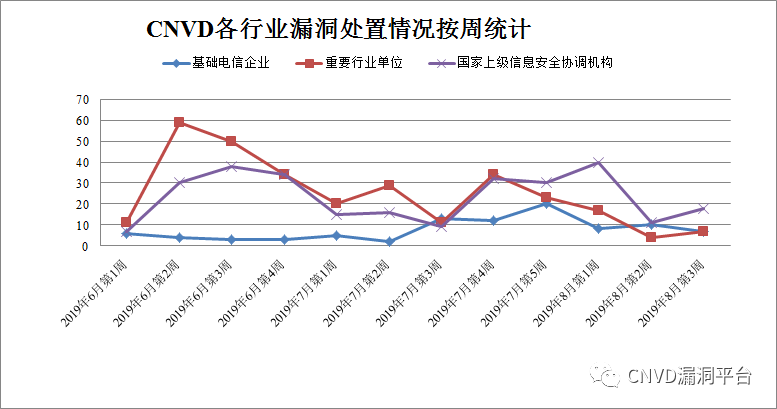 CNVD各行业漏洞处置情况按周统计
基础电信企业 重要行业单位 国家上级信息安全协调机构
70
60
50
40
30
20
10
0
2019年6月第1周
2019年6月第2周
2019年6月第3周
2019年6月第4周
2019年7月第1周
2019年7月第2周
2019年7月第3周
2019年7月第4周
2019年7月第5周
2019年8月第1周
2019年8月第2周
2019年8月第3周
CNVD漏洞平台